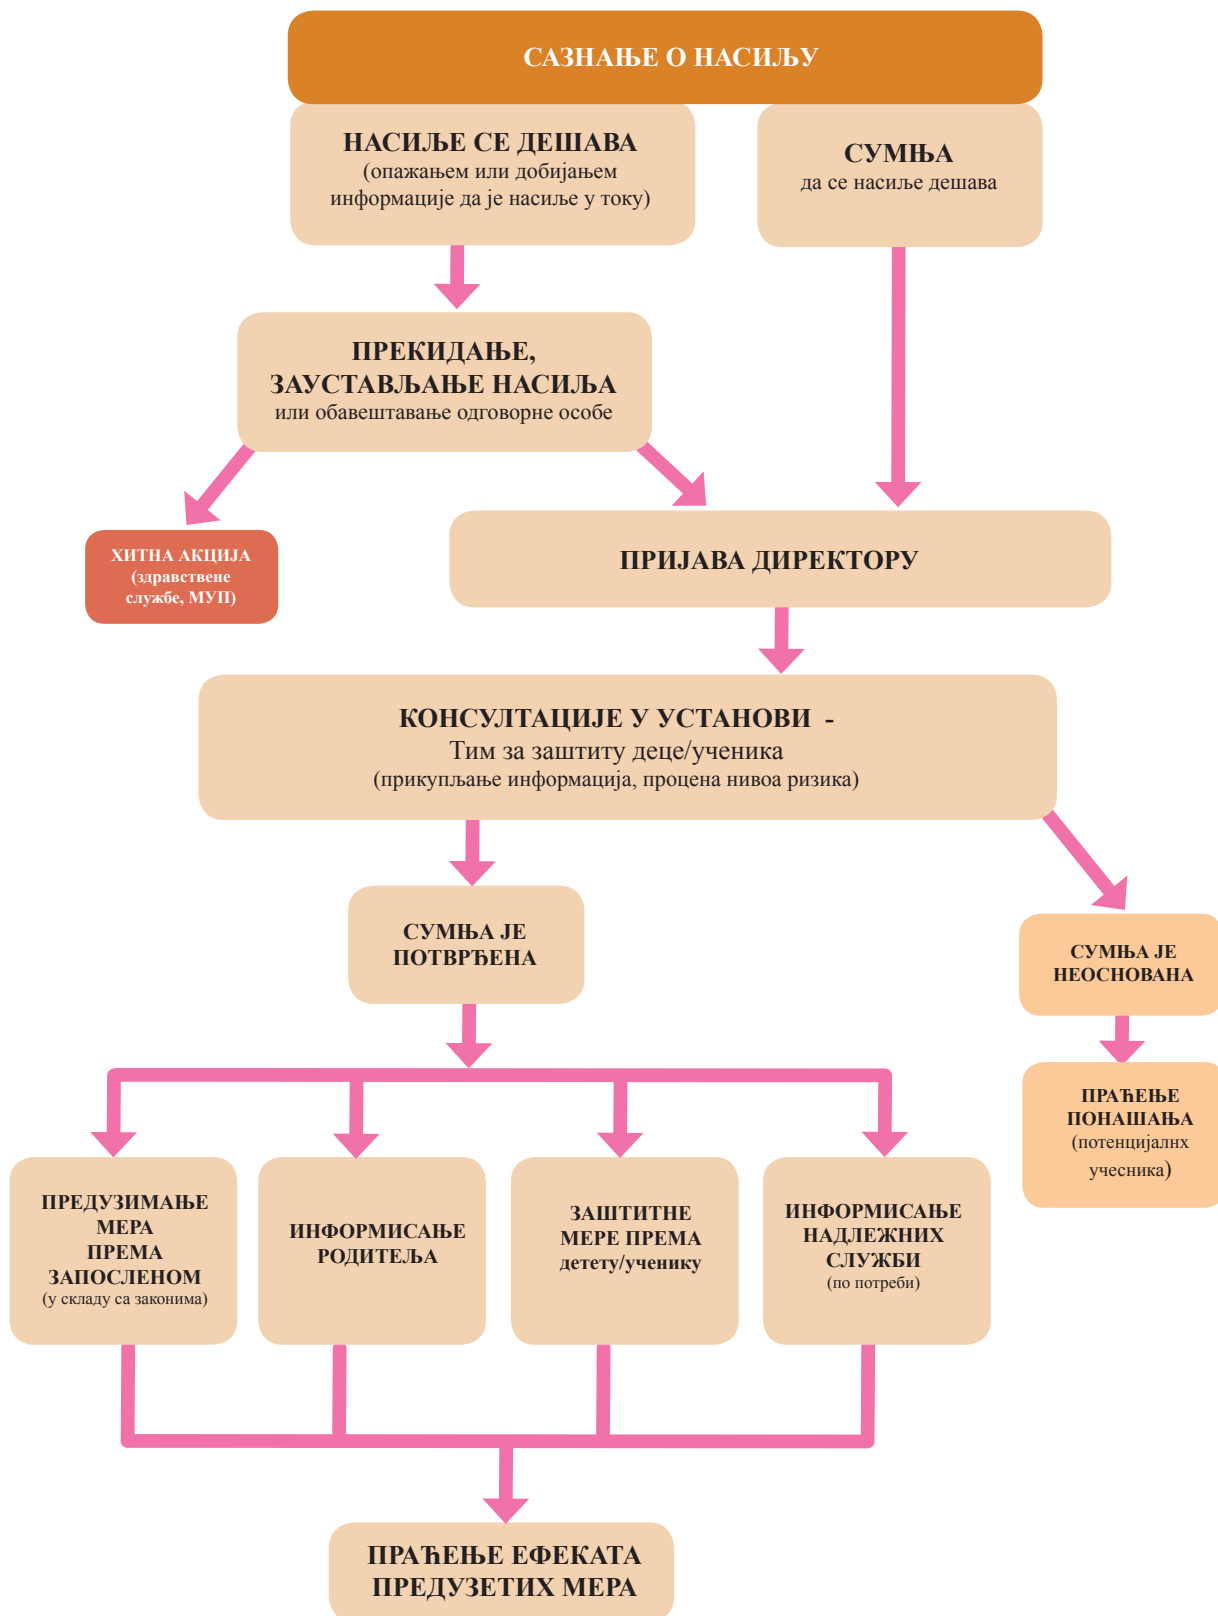 САЗНАЊЕ О НАСИЉУ
НАСИЉЕ СЕ ДЕШАВА
(опажањем или добијањем
информације да је насиље у току)
СУМЊА
да се насиље дешава
ПРЕКИДАЊЕ,
ЗАУСТАВЉАЊЕ НАСИЉА
или обавештавање одговорне особе
ХИТНА АКЦИЈА
(здравствене
службе, МУП)
ПРИЈАВА ДИРЕКТОРУ
КОНСУЛТАЦИЈЕ У УСТАНОВИ -
Тим за заштиту деце/ученика
(прикупљање информација, процена нивоа ризика)
СУМЊА ЈЕ
ПОТВРЂЕНА
СУМЊА ЈЕ
НЕОСНОВАНА
ПРАЋЕЊЕ
ПОНАШАЊА
(потенцијалнх
учесника)
ПРЕДУЗИМАЊЕ
МЕРА
ПРЕМА
ЗАПОСЛЕНОМ
(у складу са законима)
ИНФОРМИСАЊЕ
РОДИТЕЉА
ЗАШТИТНЕ
МЕРЕ ПРЕМА
детету/ученику
ИНФОРМИСАЊЕ
НАДЛЕЖНИХ
СЛУЖБИ
(по потреби)
ПРАЋЕЊЕ ЕФЕКАТА
ПРЕДУЗЕТИХ МЕРА